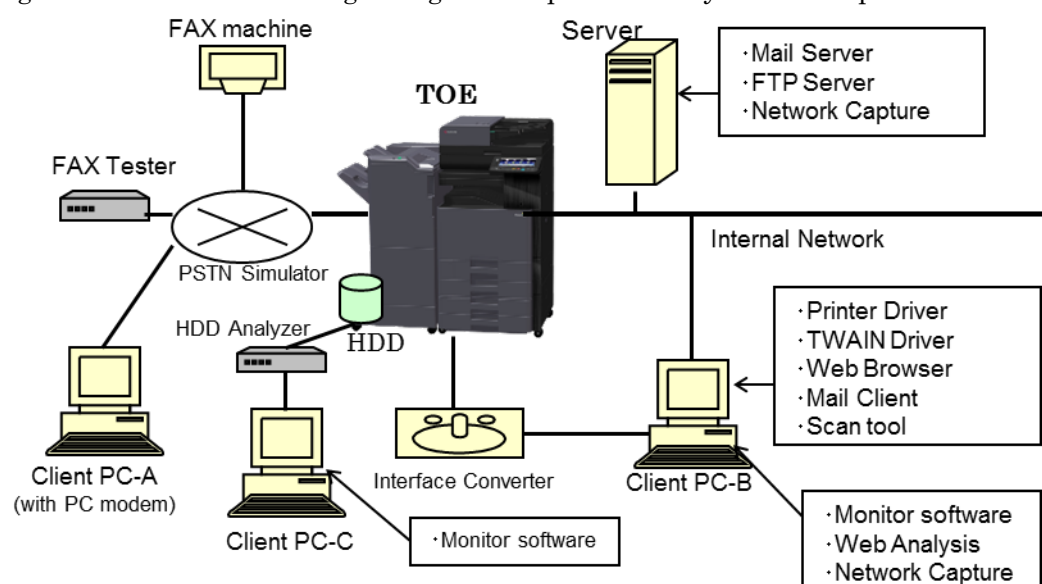 FAX machine
Server
・Mail Server
・FTP Server
・Network Capture
TOE
FAX Tester
PSTN Simulator
Internal Network
HDD Analyzer
HDD
・Printer Driver
・TWAIN Driver
・Web Browser
・Mail Client
・Scan tool
Client PC-A
(with PC modem)
Interface Converter
Client PC-B
Client PC-C
・Monitor software
・Monitor software
・Web Analysis
・Network Capture